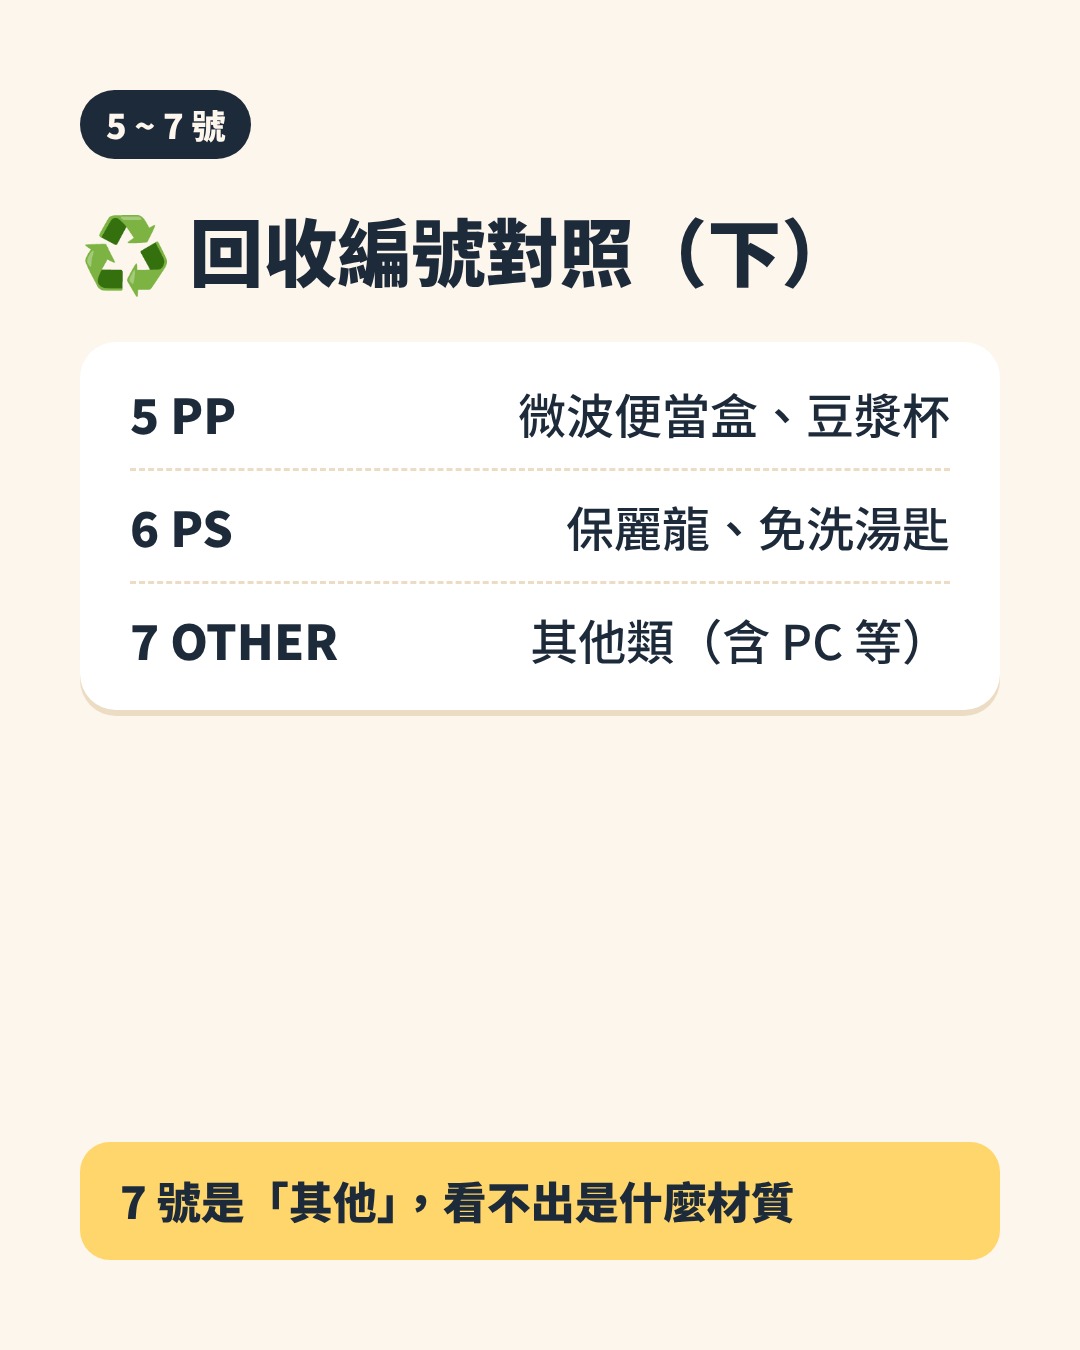 5 ~ 7 號
♻️ 回收編號對照（下）
5 PP 微波便當盒、豆漿杯
6 PS 保麗龍、免洗湯匙
7 OTHER 其他類（含 PC 等）
7 號是「其他」，看不出是什麼材質